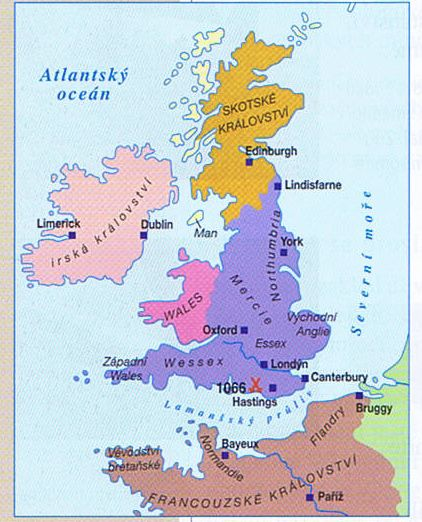 Atlantský
oceán
SKOTSKÉ
KRÁLOVSTVÍ
Edinburgh
Lindisfarne
Limerick
Dublin
irská království
Man
Northumbria
York
Severní moře
Mercie
WALES
Východní
Anglie
Oxford
Essex
Západní
Wales
Wessex
Londýn
Canterbury
1066
Hastings
Lamanšský průliv
Bruggy
Flandry
Bayeux
Normandie
Vévodství
bretaňské
FRANCOUZSKÉ KRÁLOVSTVÍ
Paříž